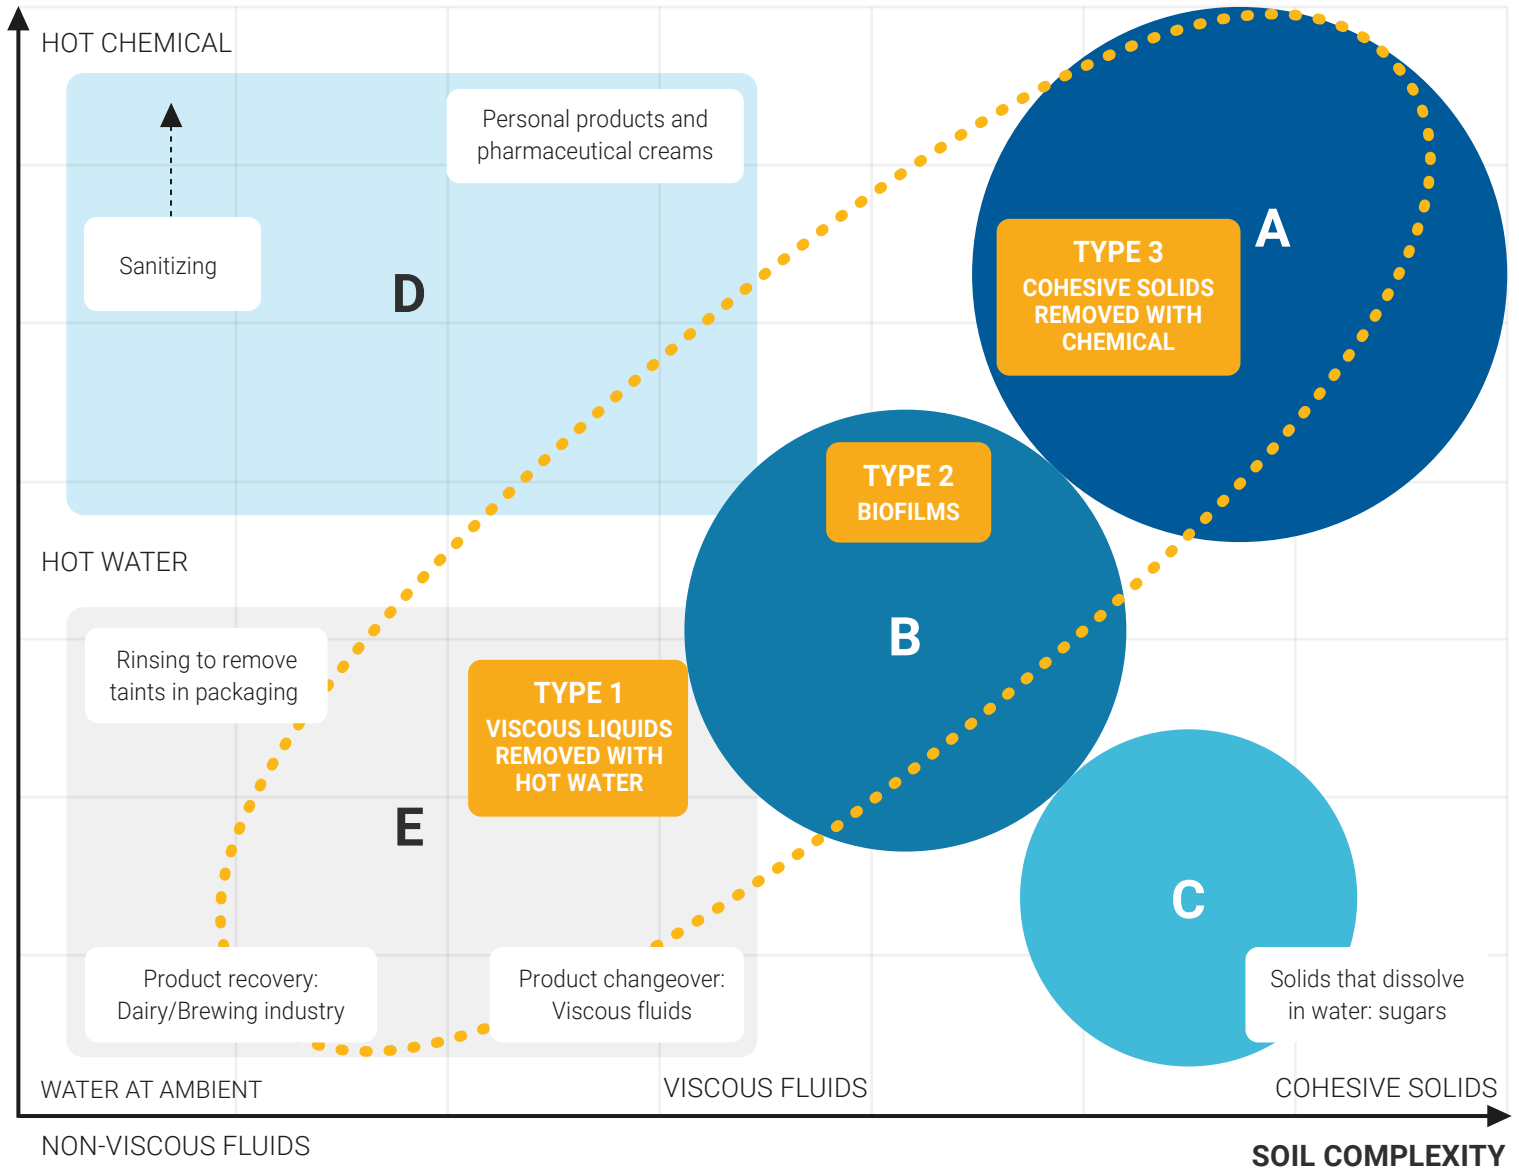 HOT CHEMICAL
Personal products and
pharmaceutical creams
Sanitizing
D
A
TYPE 3
COHESIVE SOLIDS
REMOVED WITH
CHEMICAL
TYPE 2
BIOFILMS
HOT WATER
B
Rinsing to remove
taints in packaging
TYPE 1
VISCOUS LIQUIDS
REMOVED WITH
HOT WATER
E
C
Product recovery:
Dairy/Brewing industry
Product changeover:
Viscous fluids
Solids that dissolve
in water: sugars
WATER AT AMBIENT
VISCOUS FLUIDS
COHESIVE SOLIDS
NON-VISCOUS FLUIDS
SOIL COMPLEXITY